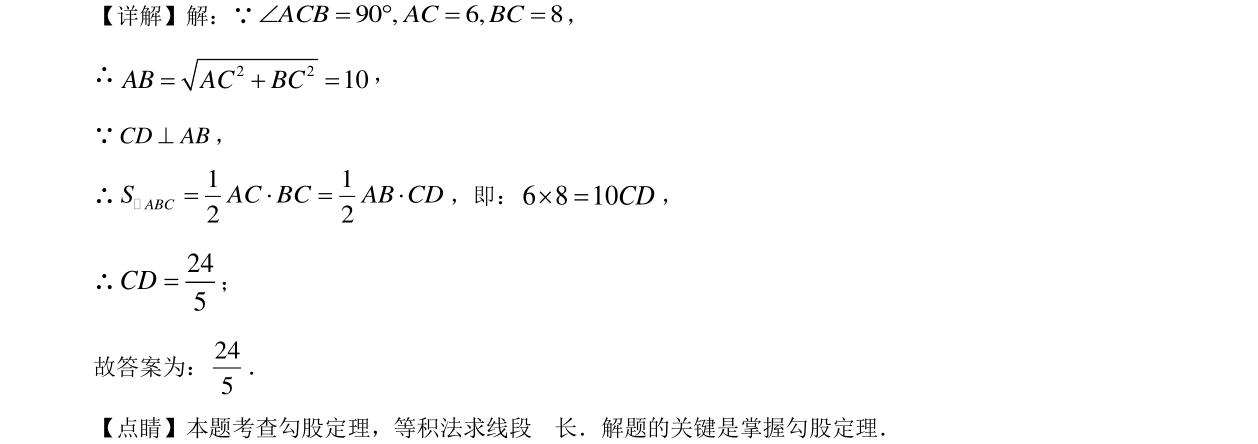 【详解】解：∵∠ACB=90°, AC=6, BC=8，
∴ AB=√(AC²+BC²)=10，
∵CD⊥AB，
∴S△ABC=1/2 AC·BC=1/2 AB·CD，即：6×8=10CD，
∴CD=24/5；
故答案为：24/5．
【点睛】本题考查勾股定理，等积法求线段 长．解题的关键是掌握勾股定理．